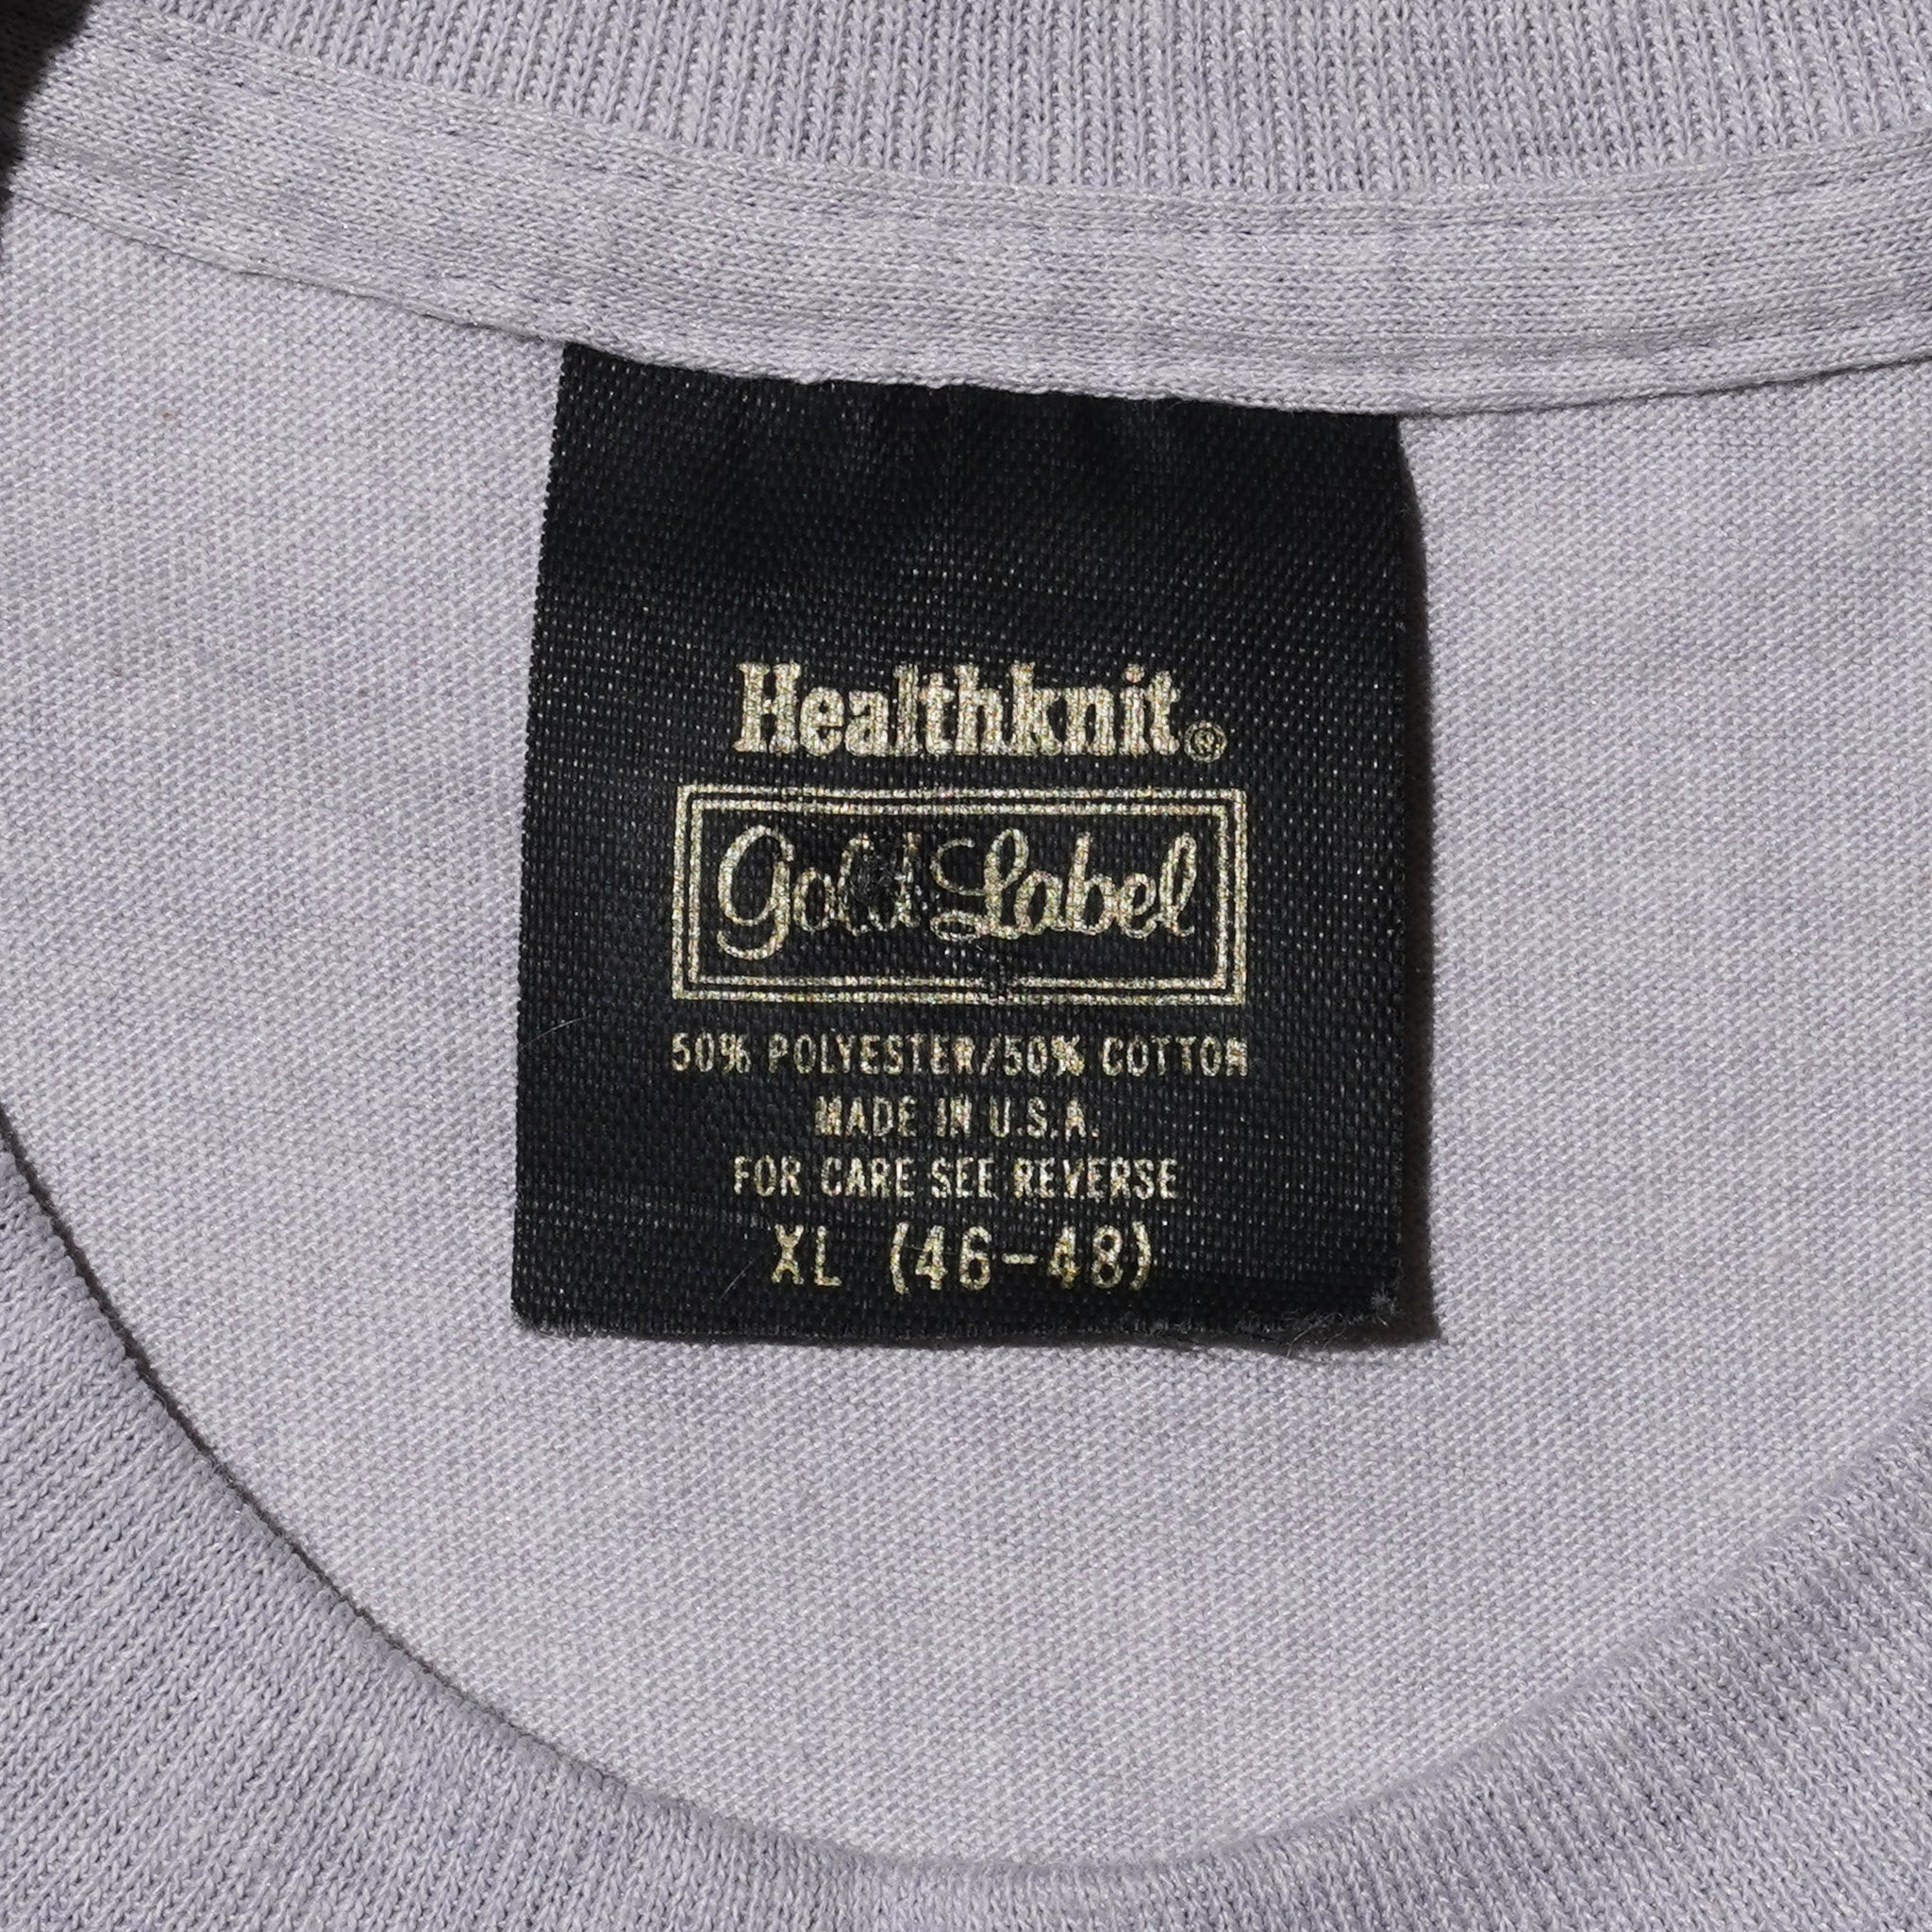 Healthknit®
Gold Label
50% POLYESTER/50% COTTON
MADE IN U.S.A.
FOR CARE SEE REVERSE
XL (46-48)